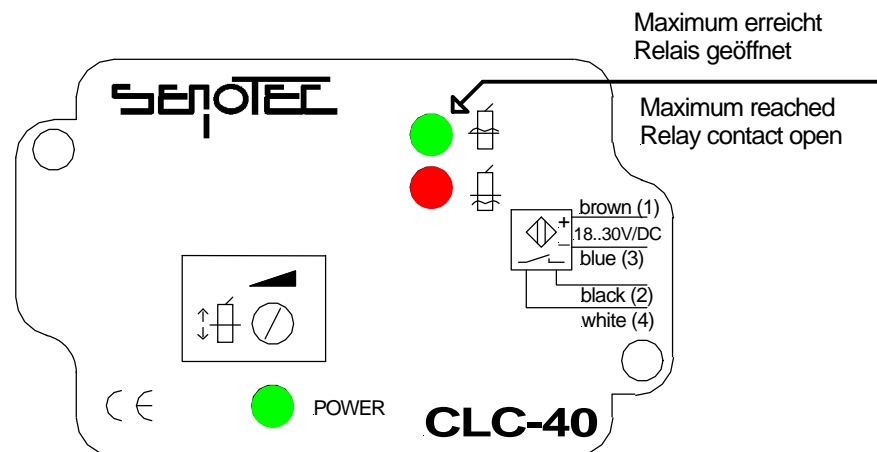 Maximum erreicht
Relais geöffnet
Maximum reached
Relay contact open
SENSOTEC
brown (1)
+
18..30V/DC
–
blue (3)
black (2)
white (4)
CE
POWER
CLC-40